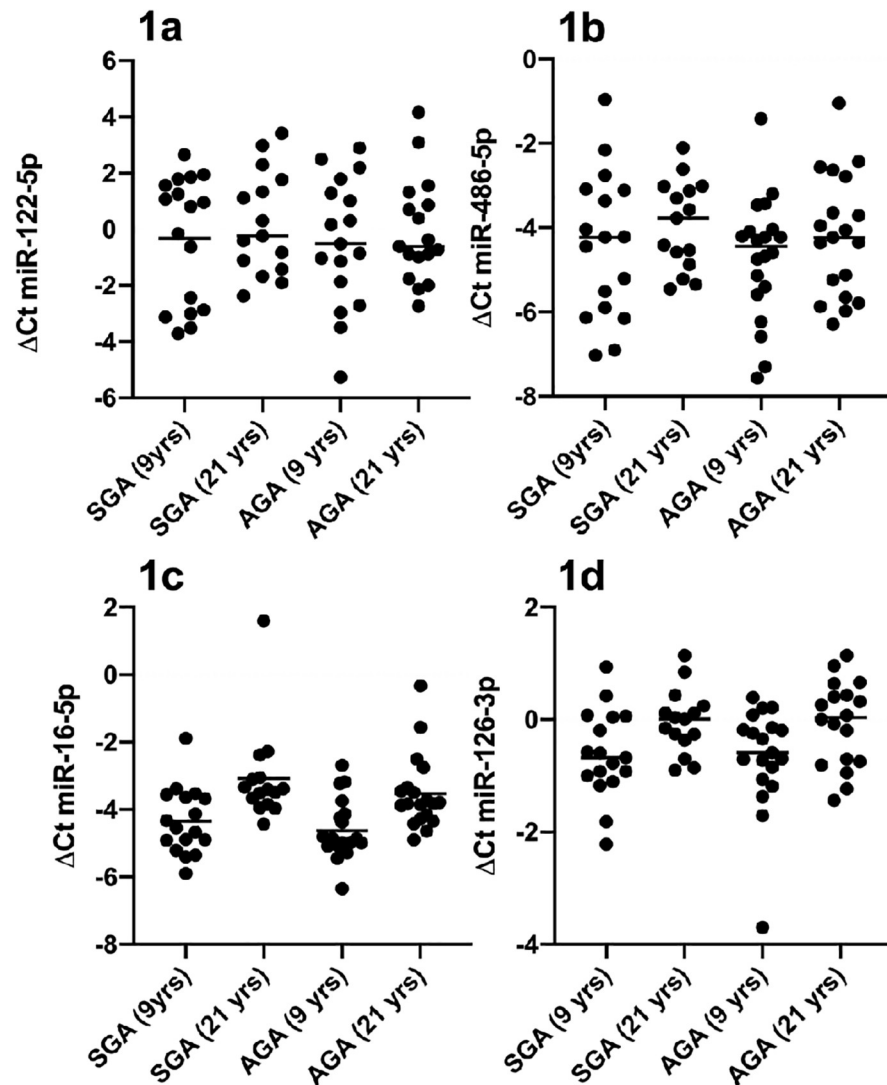 1a
ΔCt miR-122-5p
6
4
2
0
-2
-4
-6
SGA (9yrs)
SGA (21 yrs)
AGA (9 yrs)
AGA (21 yrs)
1b
ΔCt miR-486-5p
0
-2
-4
-6
-8
SGA (9yrs)
SGA (21 yrs)
AGA (9 yrs)
AGA (21 yrs)
1c
ΔCt miR-16-5p
2
0
-2
-4
-6
-8
SGA (9yrs)
SGA (21 yrs)
AGA (9 yrs)
AGA (21 yrs)
1d
ΔCt miR-126-3p
2
0
-2
-4
SGA (9 yrs)
SGA (21 yrs)
AGA (9 yrs)
AGA (21 yrs)